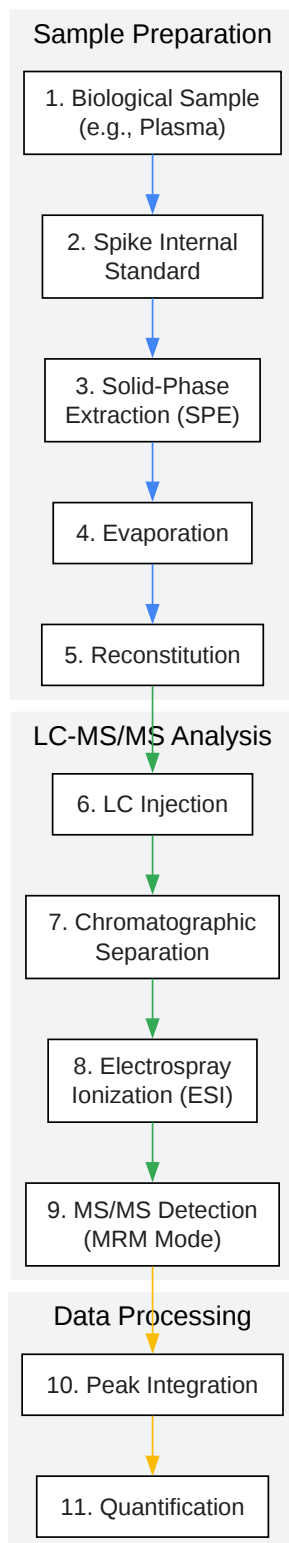 Sample Preparation
1. Biological Sample
(e.g., Plasma)
2. Spike Internal
Standard
3. Solid-Phase
Extraction (SPE)
4. Evaporation
5. Reconstitution
LC-MS/MS Analysis
6. LC Injection
7. Chromatographic
Separation
8. Electrospray
Ionization (ESI)
9. MS/MS Detection
(MRM Mode)
Data Processing
10. Peak Integration
11. Quantification